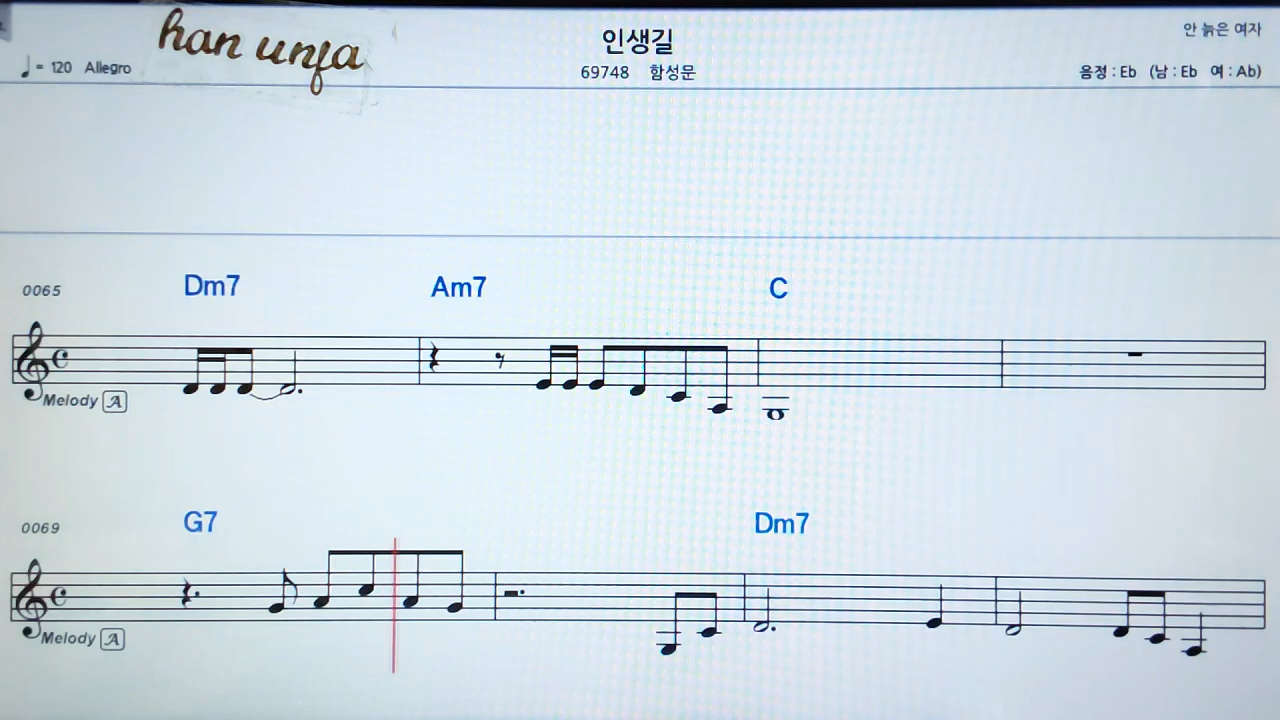 han unfa
인생길
안 늙은 여자
♩= 120 Allegro
69748 함성문
음정 : Eb (남 : Eb 여 : Ab)
0065
Dm7 Am7 C
Melody A
0069
G7 Dm7
Melody A